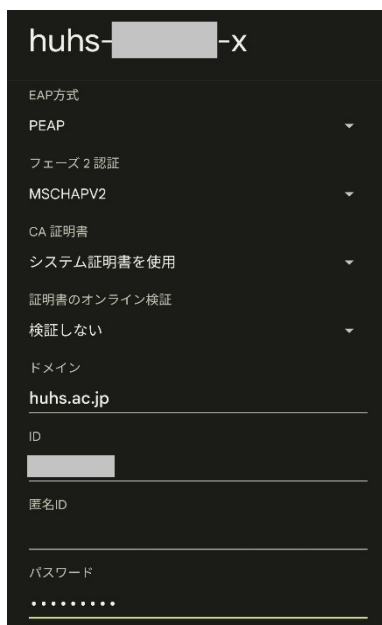 huhs-
-x
EAP方式
PEAP
フェーズ 2 認証
MSCHAPV2
CA 証明書
システム証明書を使用
証明書のオンライン検証
検証しない
ドメイン
huhs.ac.jp
ID
匿名ID
パスワード
•••••••••